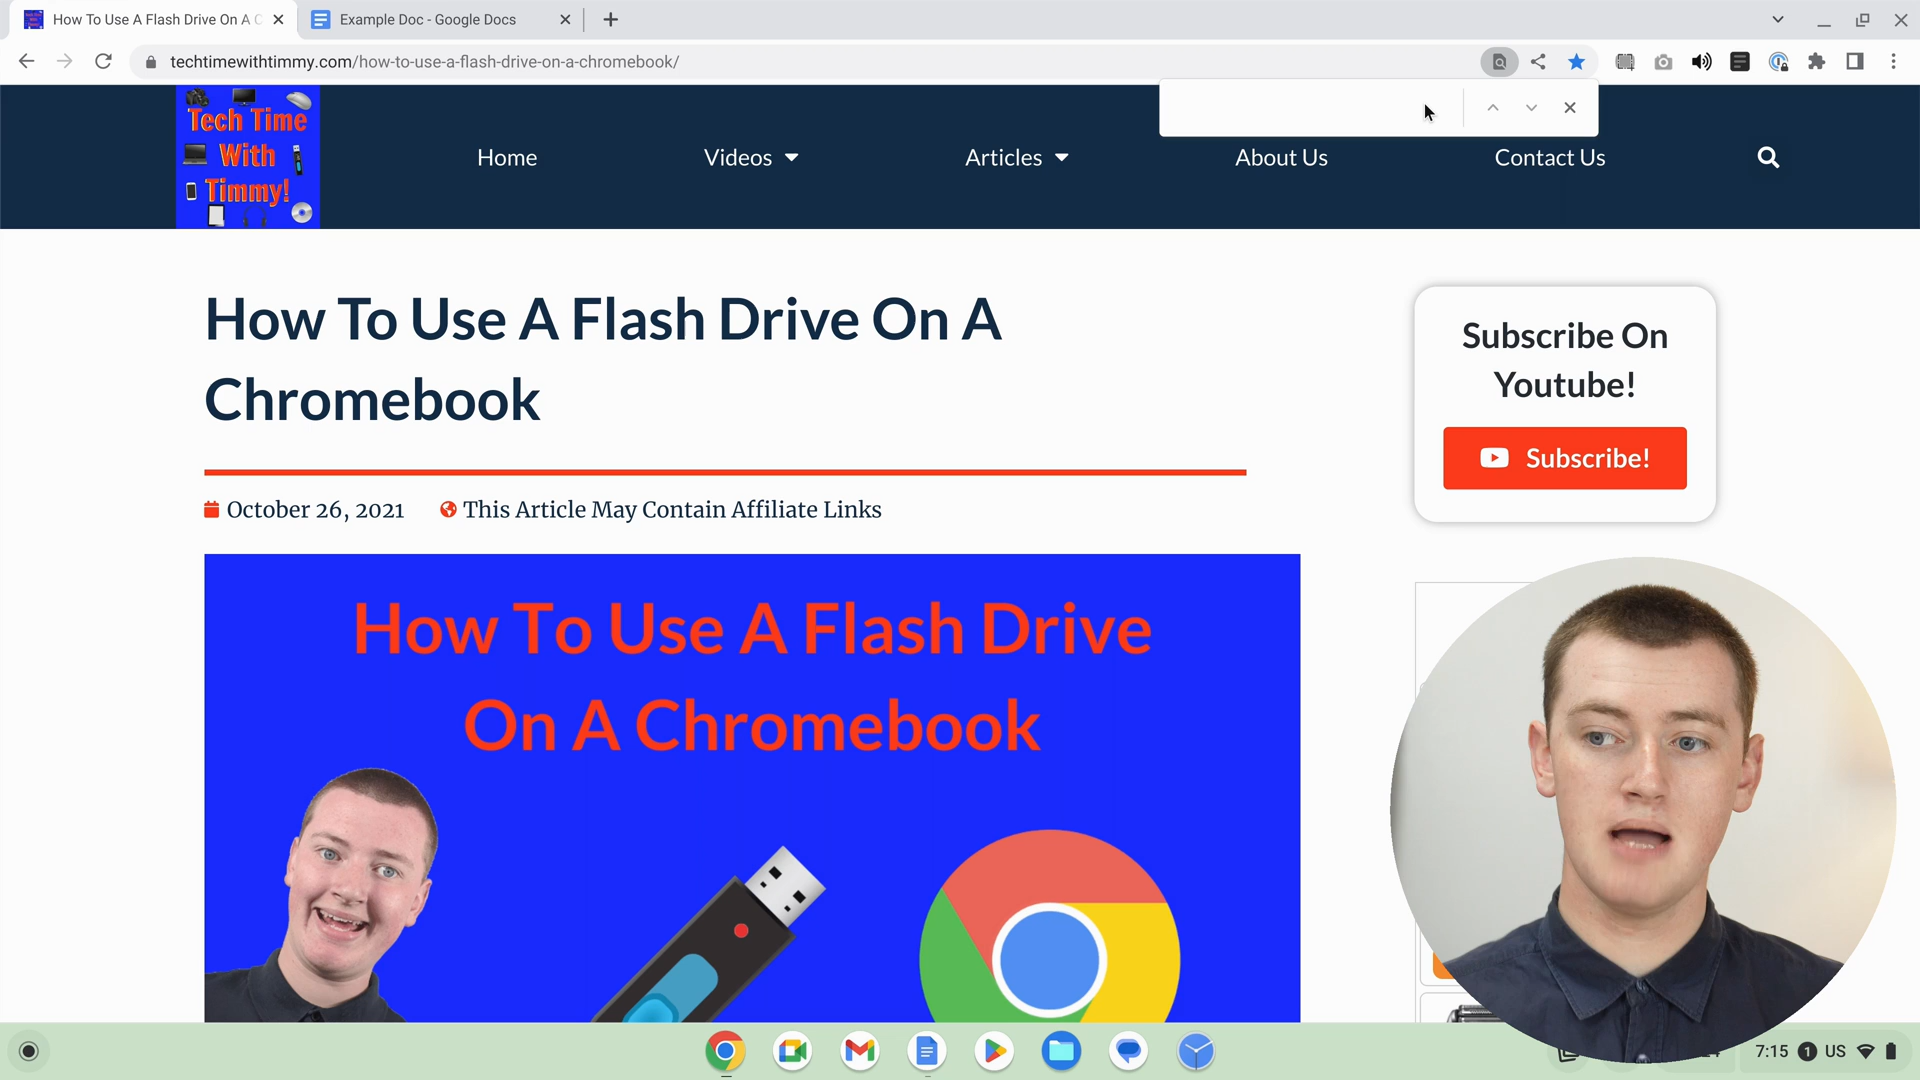 How To Use A Flash Drive On A C
Example Doc - Google Docs
techtimewithtimmy.com/how-to-use-a-flash-drive-on-a-chromebook/
Tech Time
With
Timmy!
Home
Videos
Articles
About Us
Contact Us
How To Use A Flash Drive On A
Chromebook
October 26, 2021
This Article May Contain Affiliate Links
Subscribe On
Youtube!
Subscribe!
How To Use A Flash Drive
On A Chromebook
7:15
1
US